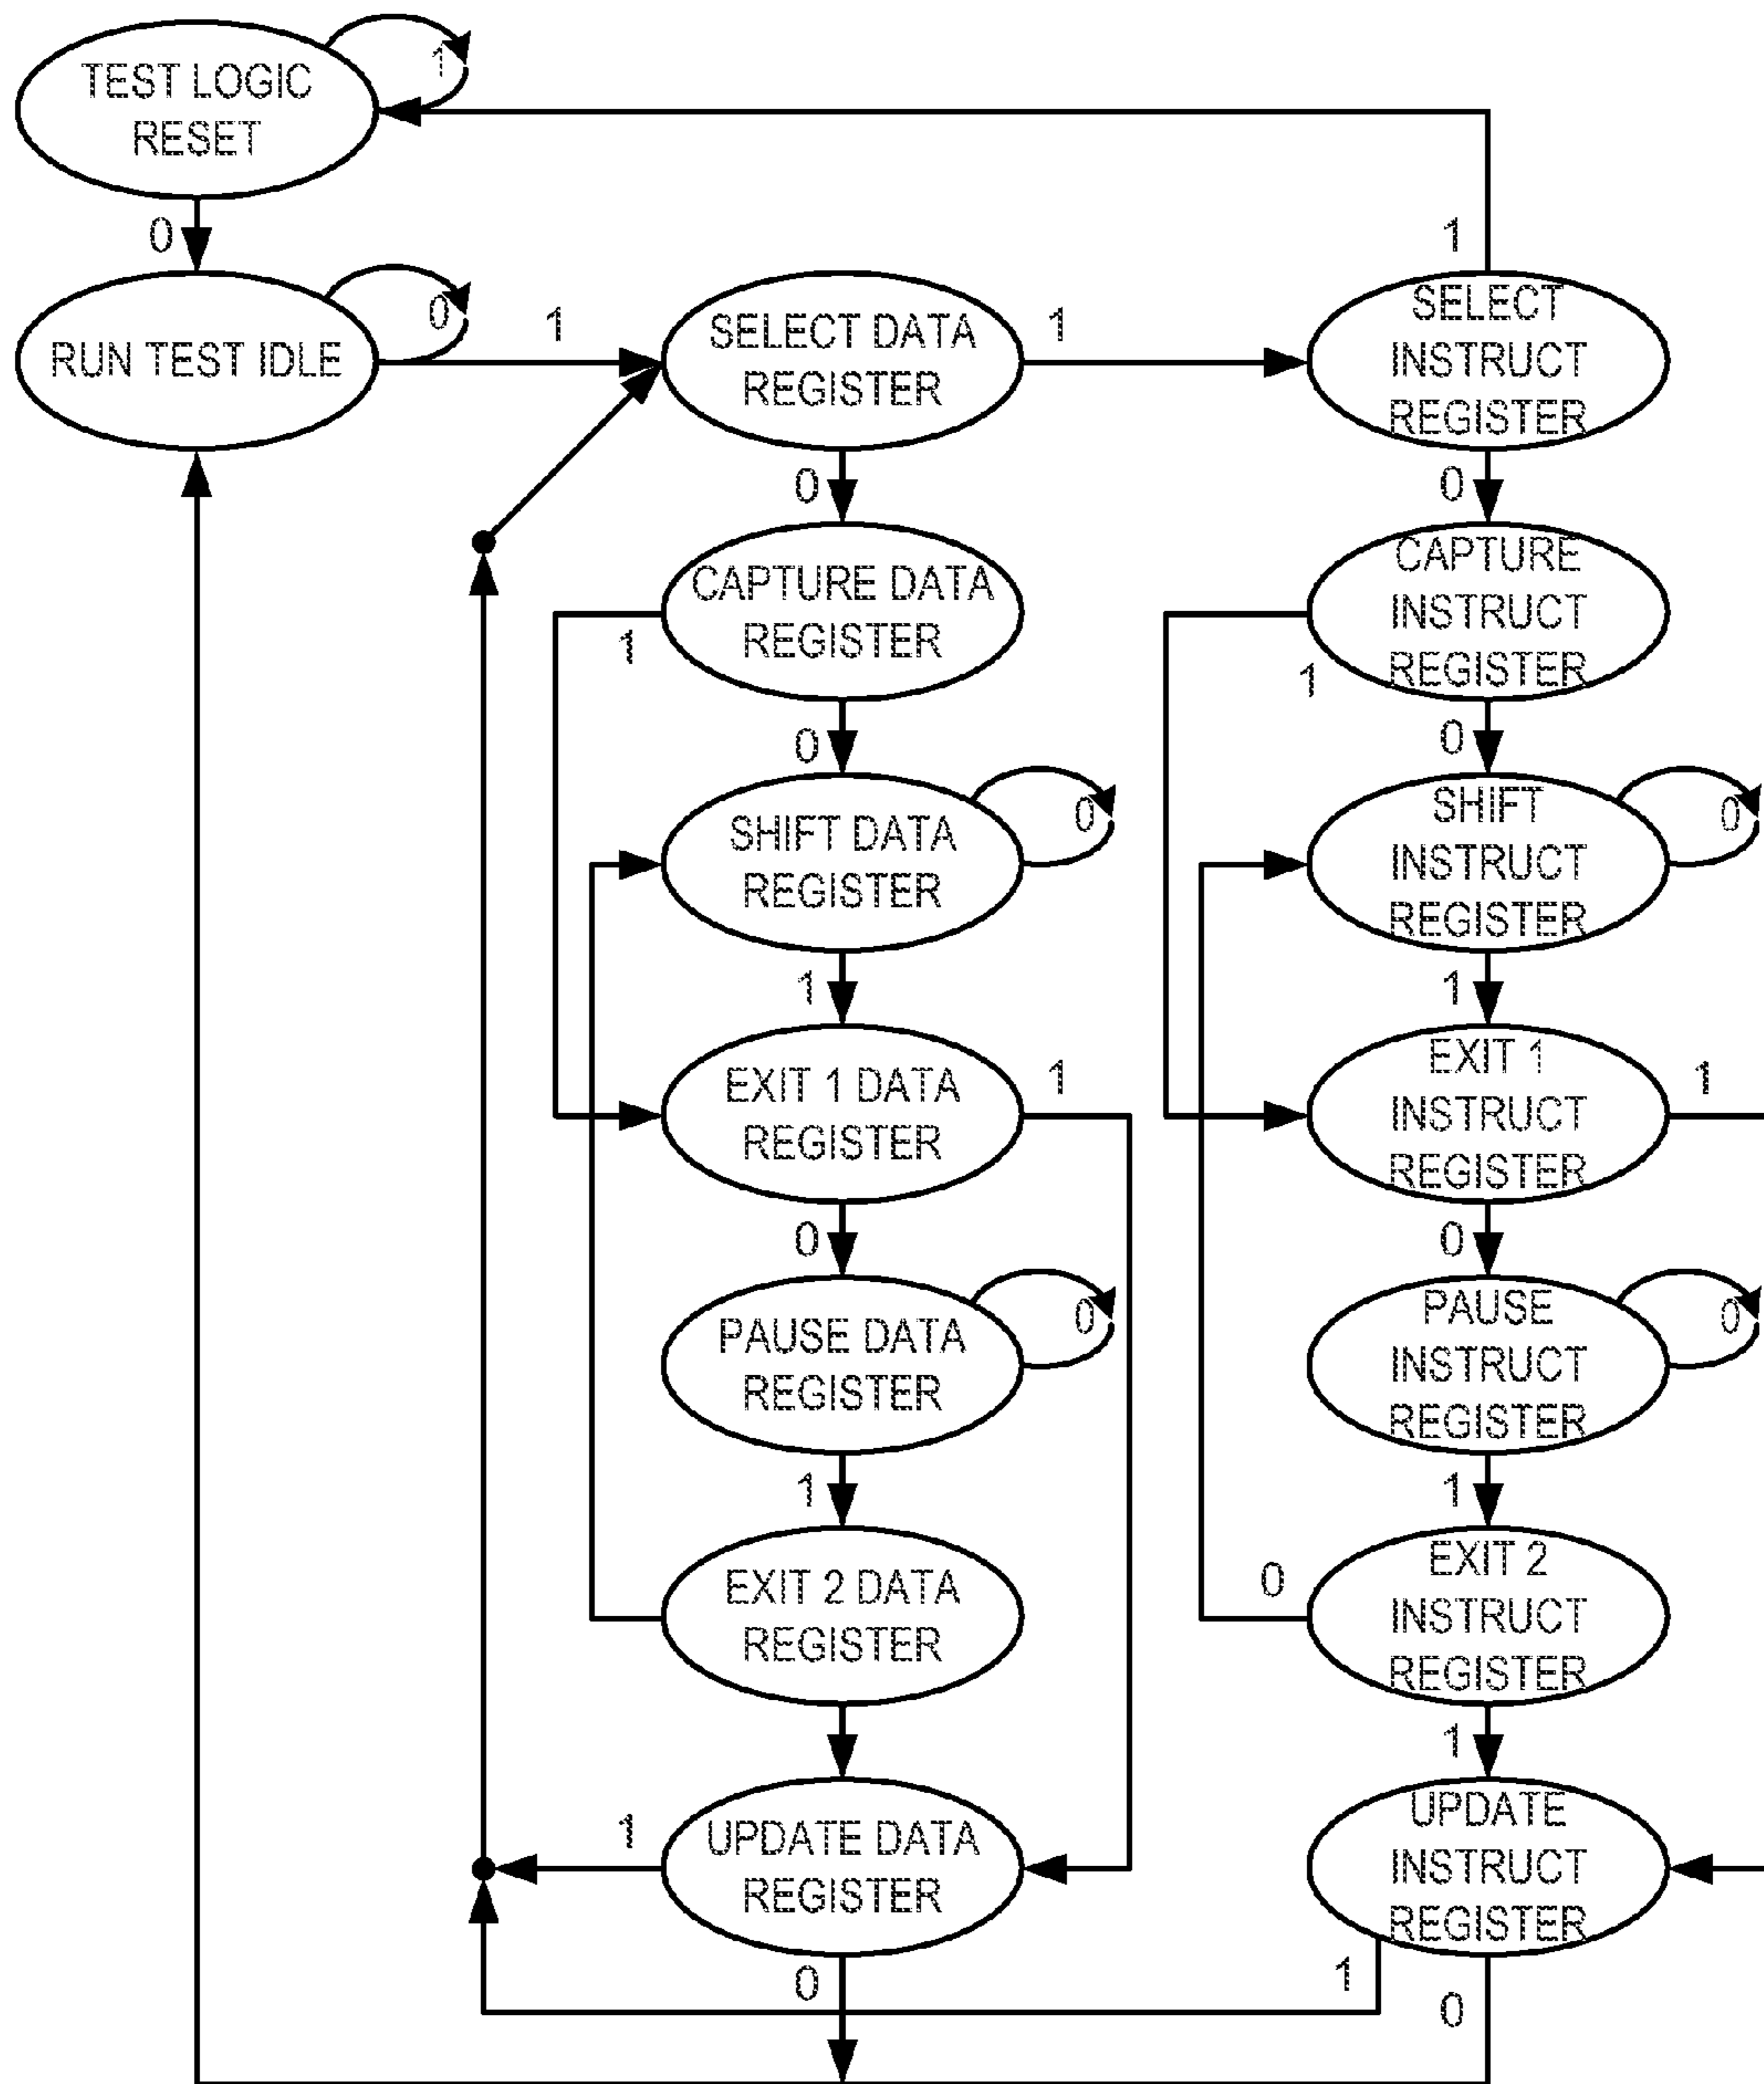 TEST LOGIC
RESET
1
0
1
RUN TEST IDLE
0
1
SELECT DATA
REGISTER
1
SELECT
INSTRUCT
REGISTER
0
0
CAPTURE DATA
REGISTER
1
CAPTURE
INSTRUCT
REGISTER
1
0
0
SHIFT DATA
REGISTER
0
SHIFT
INSTRUCT
REGISTER
0
1
1
EXIT 1 DATA
REGISTER
1
EXIT 1
INSTRUCT
REGISTER
1
0
0
PAUSE DATA
REGISTER
0
PAUSE
INSTRUCT
REGISTER
0
1
1
EXIT 2 DATA
REGISTER
0
EXIT 2
INSTRUCT
REGISTER
1
1
UPDATE DATA
REGISTER
UPDATE
INSTRUCT
REGISTER
0
1
0